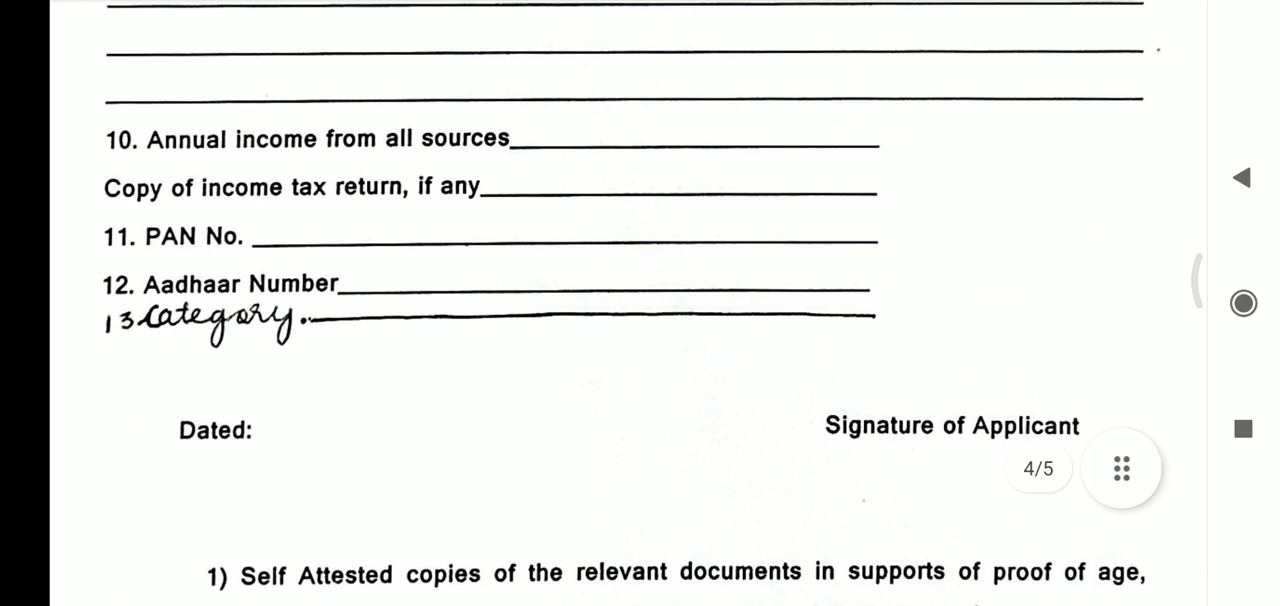 10. Annual income from all sources
Copy of income tax return, if any
11. PAN No.
12. Aadhaar Number
13. Category.
Dated:
Signature of Applicant
4/5
1) Self Attested copies of the relevant documents in supports of proof of age,